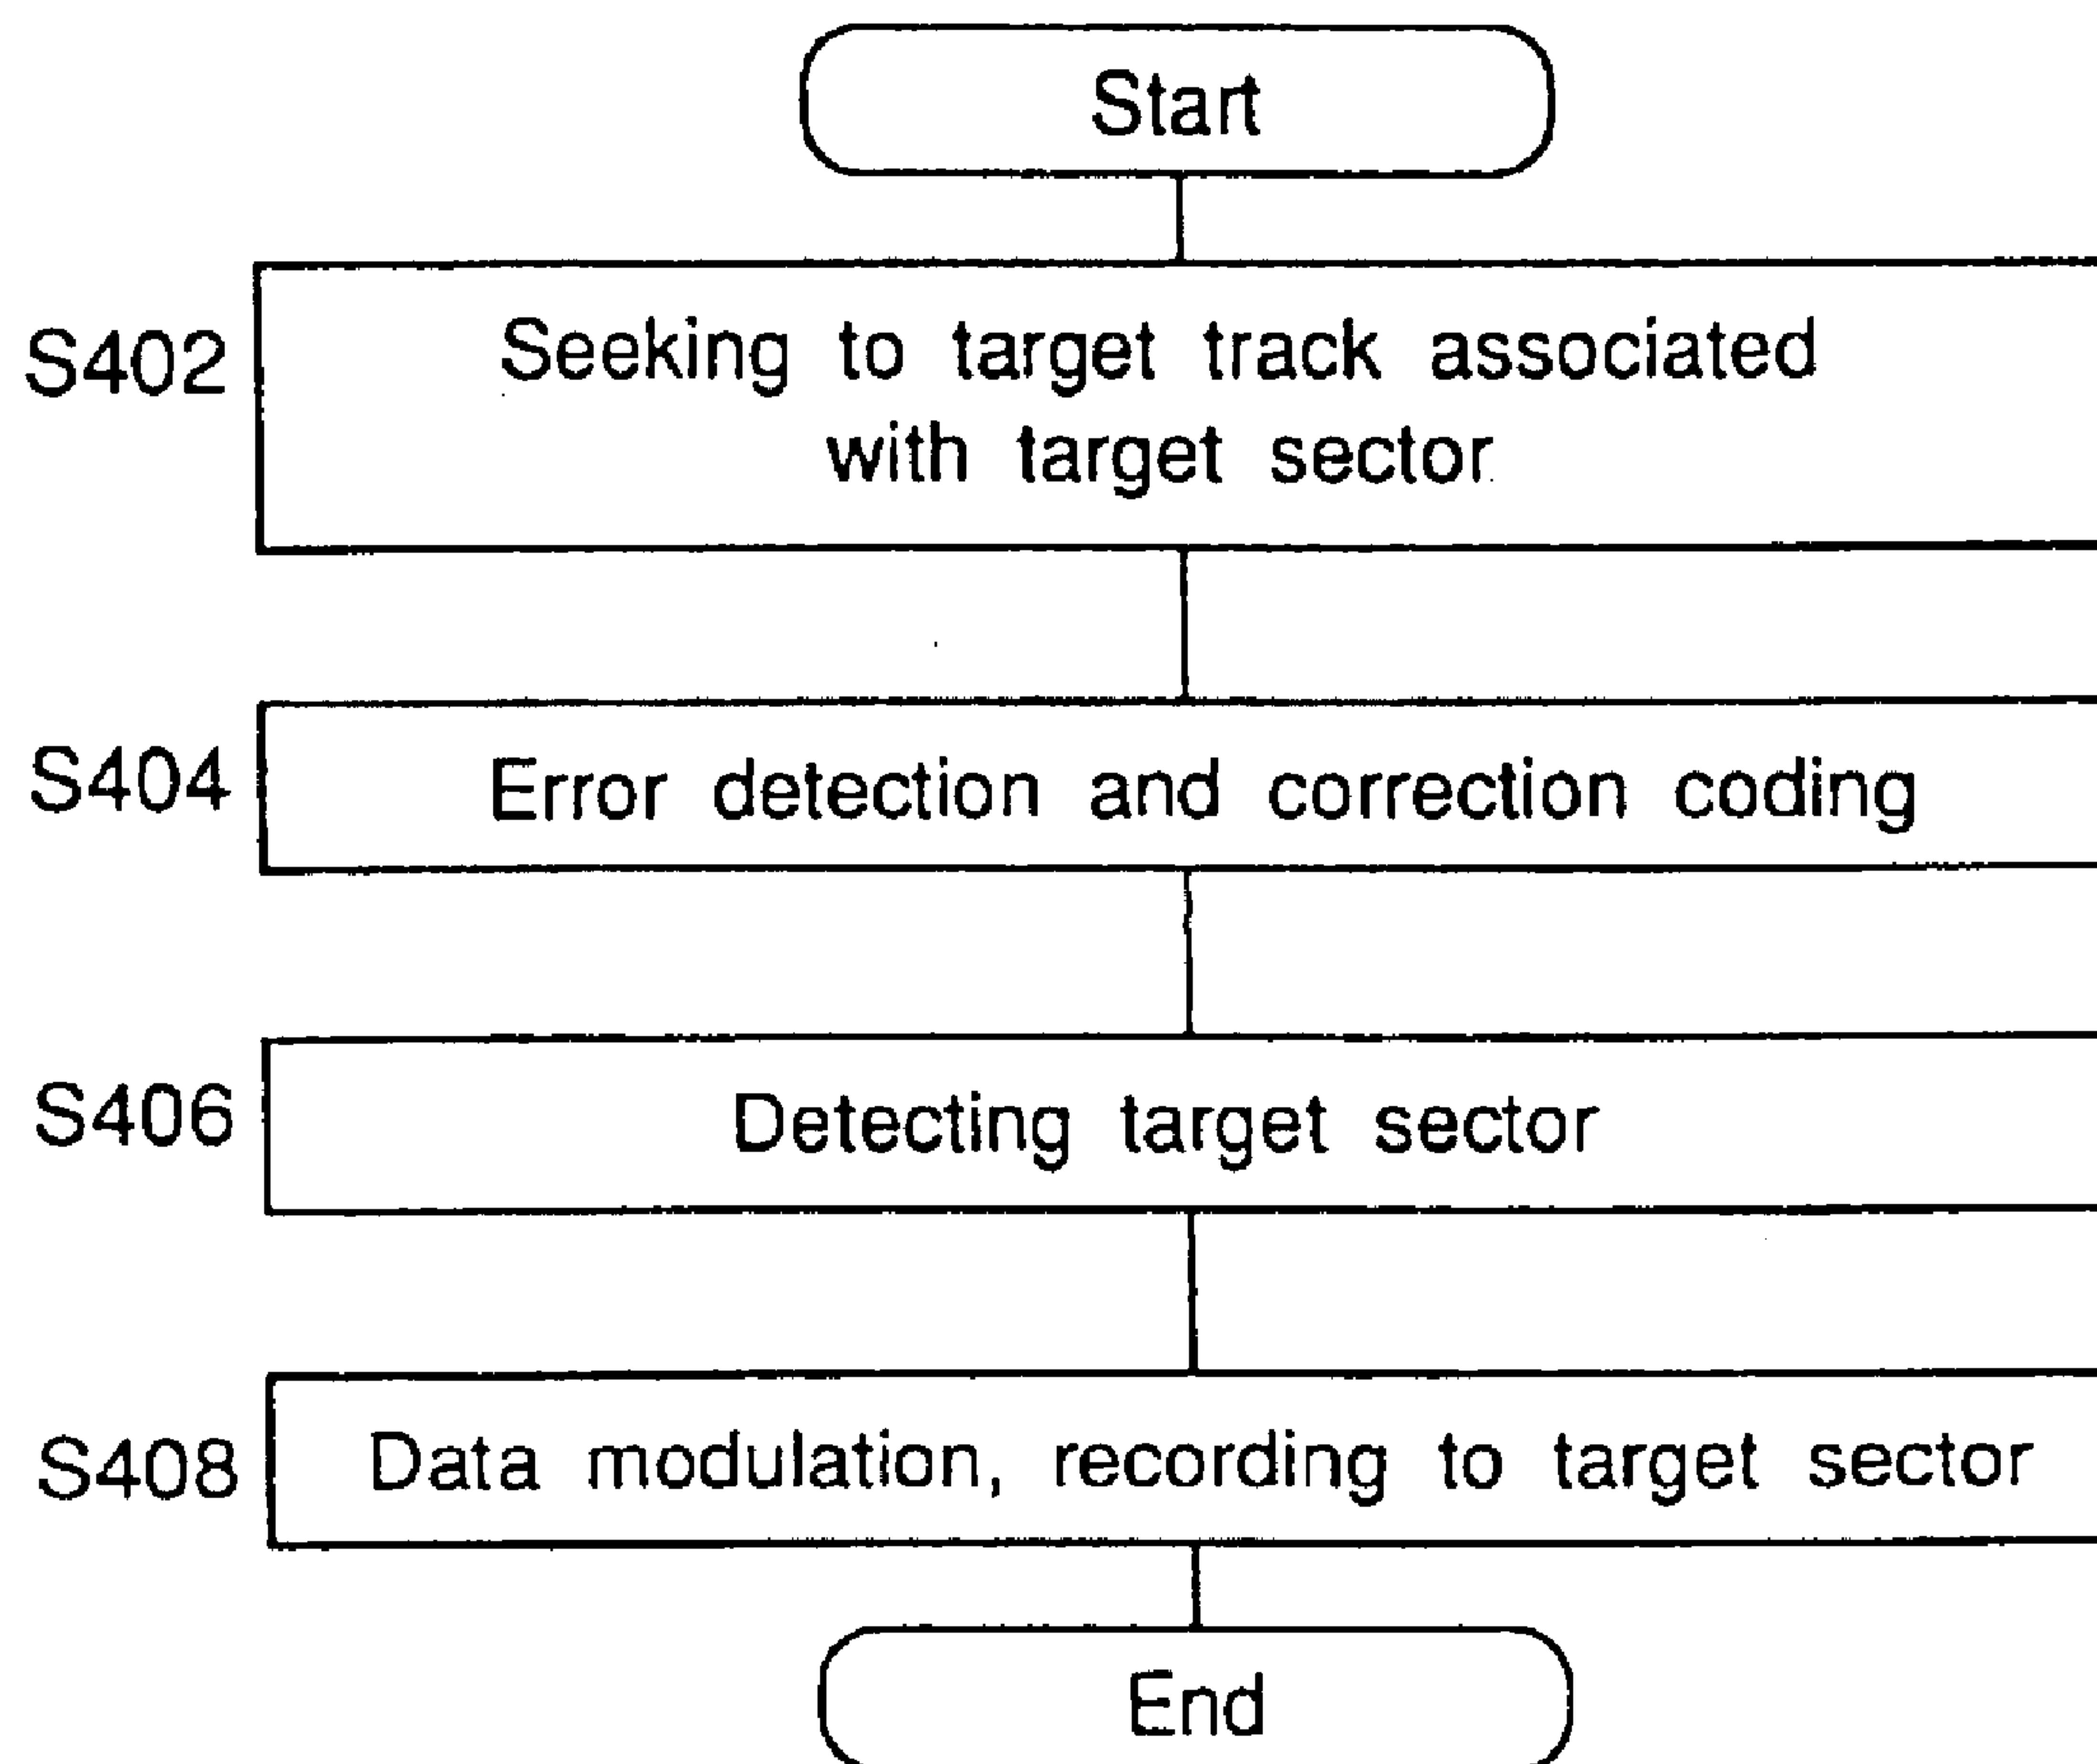 Start
S402
Seeking to target track associated
with target sector
S404
Error detection and correction coding
S406
Detecting target sector
S408
Data modulation, recording to target sector
End